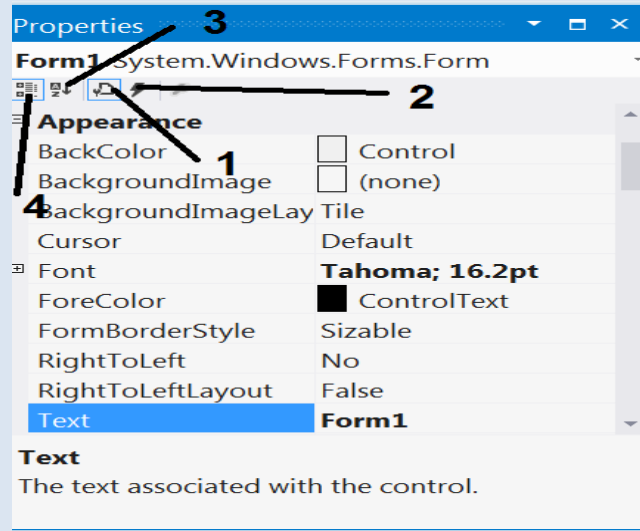 Properties 3
Form1 System.Windows.Forms.Form
2
Appearance
1
BackColor Control
BackgroundImage (none)
4
BackgroundImageLay Tile
Cursor Default
Font Tahoma; 16.2pt
ForeColor ControlText
FormBorderStyle Sizable
RightToLeft No
RightToLeftLayout False
Text Form1
Text
The text associated with the control.